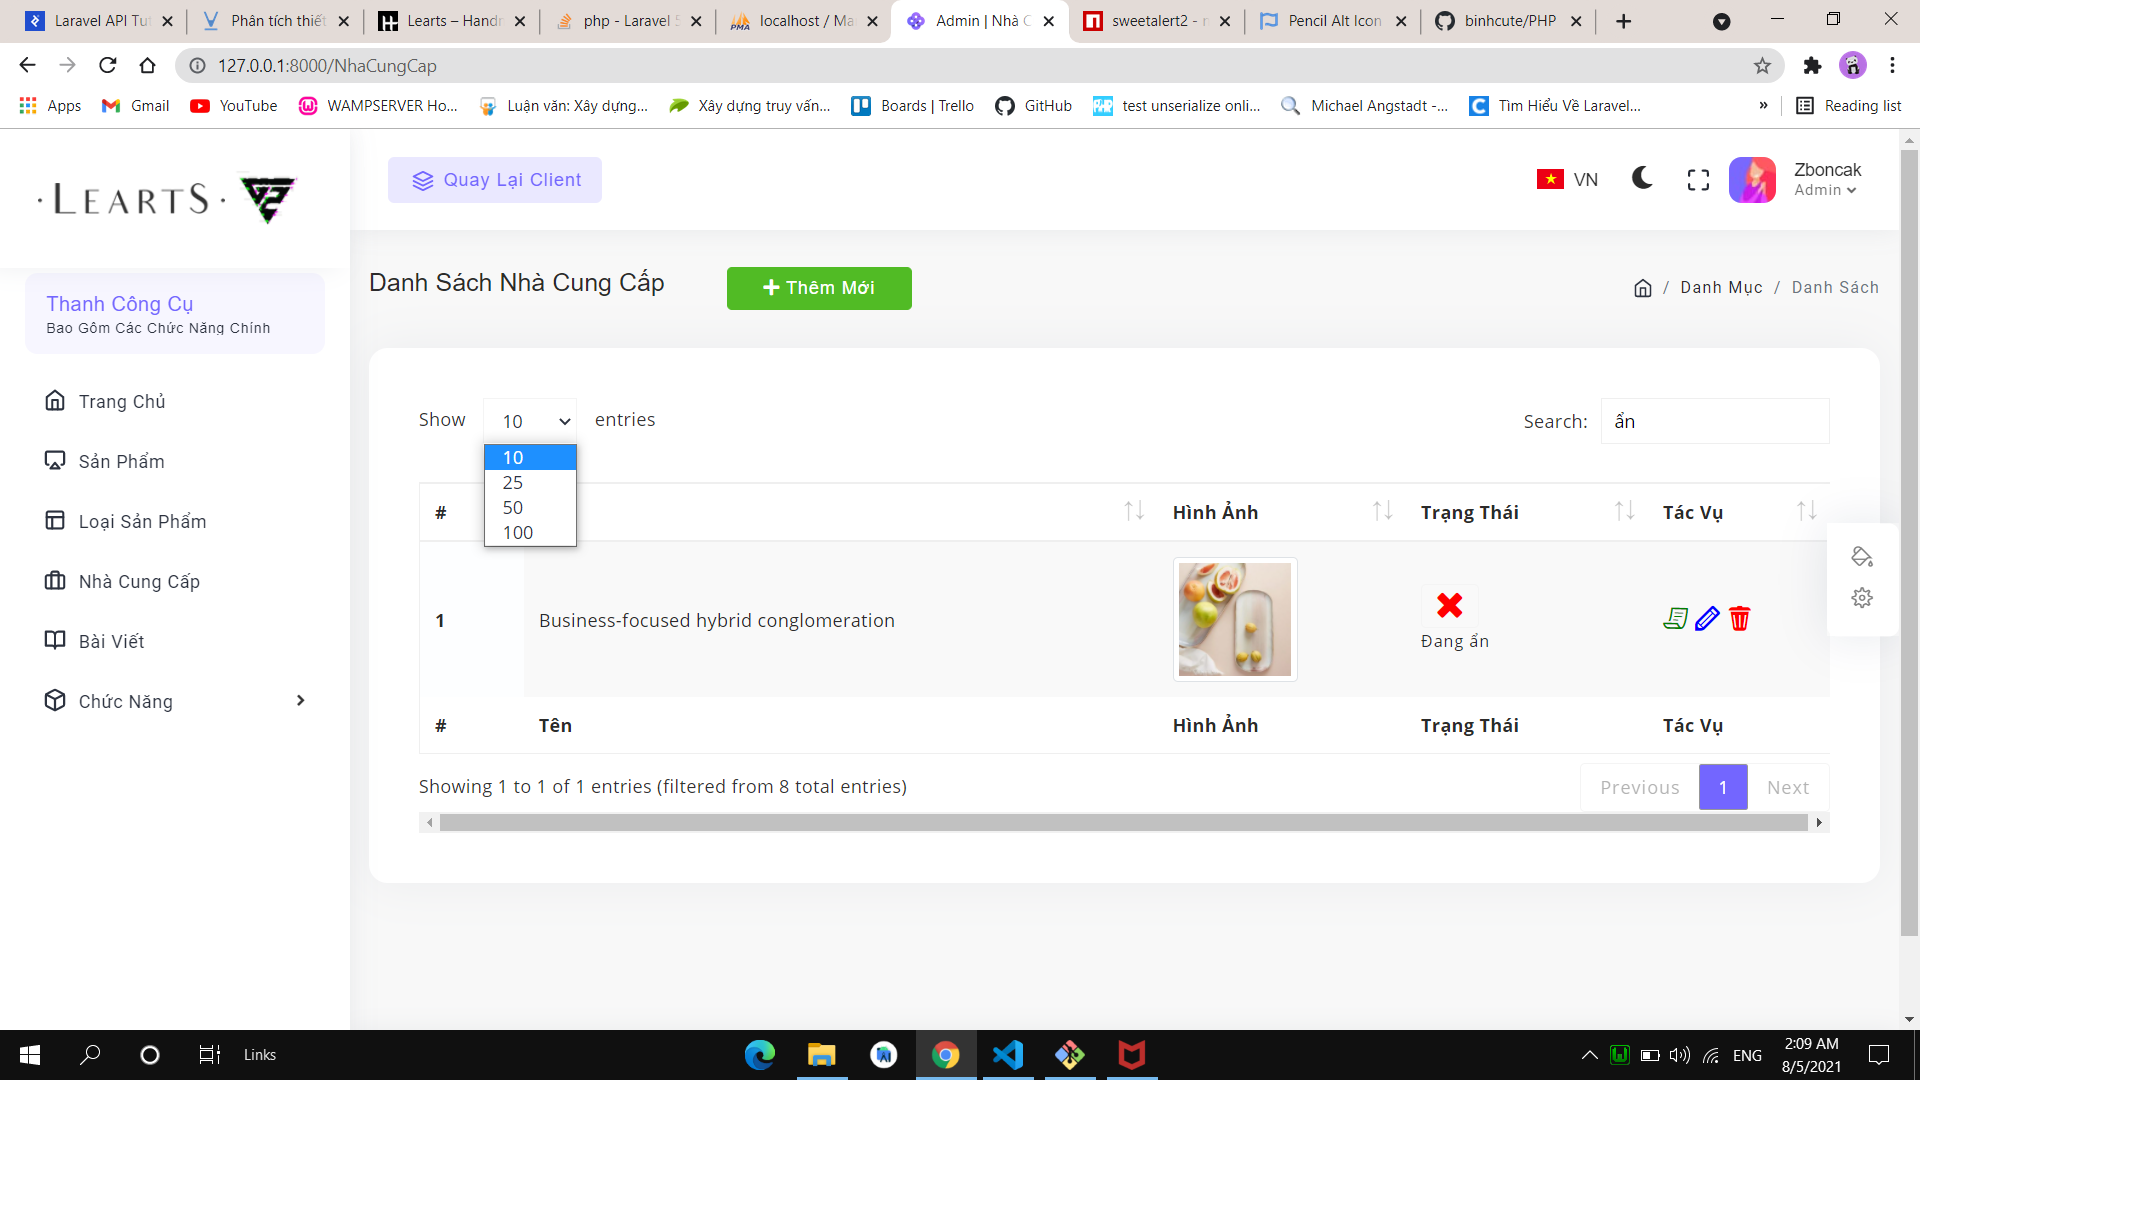 Laravel API Tu
Phân tích thiết
Learts – Handm
php - Laravel 5
localhost / Ma
Admin | Nhà C
sweetalert2 - n
Pencil Alt Icon
binhcute/PHP
127.0.0.1:8000/NhaCungCap
Apps
Gmail
YouTube
WAMPSERVER Ho...
Luận văn: Xây dựng...
Xây dựng truy vấn...
Boards | Trello
GitHub
test unserialize onli...
Michael Angstadt -...
Tìm Hiểu Về Laravel...
»
Reading list
· LEARTS ·
Quay Lại Client
VN
Zboncak
Admin
Thanh Công Cụ
Bao Gồm Các Chức Năng Chính
Trang Chủ
Sản Phẩm
Loại Sản Phẩm
Nhà Cung Cấp
Bài Viết
Chức Năng
Danh Sách Nhà Cung Cấp
Thêm Mới
/ Danh Mục / Danh Sách
Show 10 entries
10
25
50
100
Search: ẩn
# Hình Ảnh Trạng Thái Tác Vụ
1 Business-focused hybrid conglomeration
Đang ẩn
# Tên Hình Ảnh Trạng Thái Tác Vụ
Showing 1 to 1 of 1 entries (filtered from 8 total entries)
Previous 1 Next
Links
ENG
2:09 AM
8/5/2021